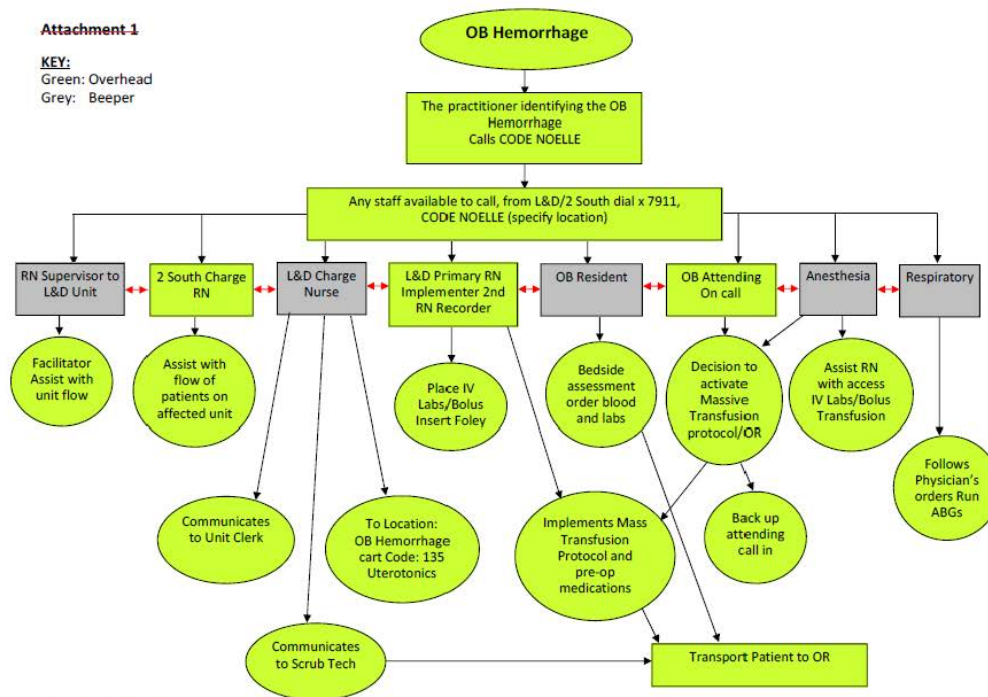 Attachment 1
KEY:
Green: Overhead
Grey: Beeper
OB Hemorrhage
The practitioner identifying the OB
Hemorrhage
Calls CODE NOELLE
Any staff available to call, from L&D/2 South dial x 7911,
CODE NOELLE (specify location)
RN Supervisor to
L&D Unit
2 South Charge
RN
L&D Charge
Nurse
L&D Primary RN
Implementer 2nd
RN Recorder
OB Resident
OB Attending
On call
Anesthesia
Respiratory
Facilitator
Assist with
unit flow
Assist with
flow of
patients on
affected unit
Place IV
Labs/Bolus
Insert Foley
Bedside
assessment
order blood
and labs
Decision to
activate
Massive
Transfusion
protocol/OR
Assist RN
with access
IV Labs/Bolus
Transfusion
Follows
Physician's
orders Run
ABGs
Communicates
to Unit Clerk
To Location:
OB Hemorrhage
cart Code: 135
Uterotonics
Implements Mass
Transfusion
Protocol and
pre-op
medications
Back up
attending
call in
Communicates
to Scrub Tech
Transport Patient to OR